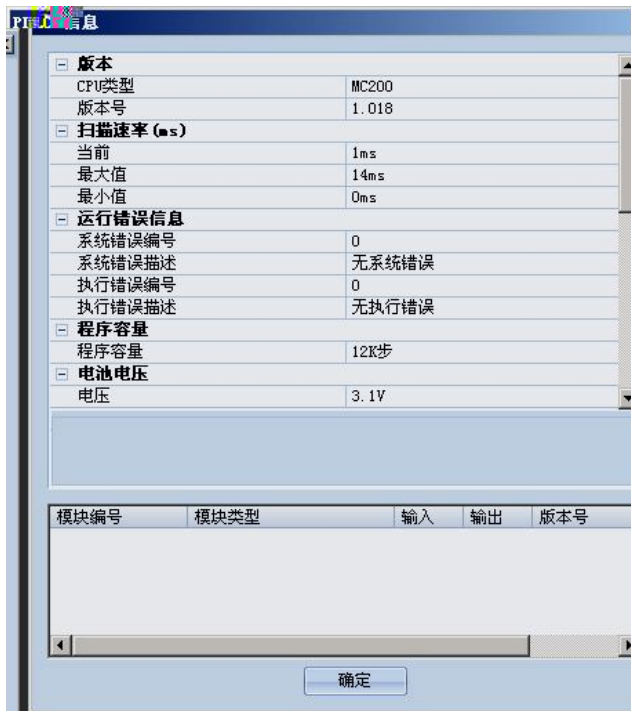 信息
版本
CPU类型 MC200
版本号 1.018
扫描速率(ms)
当前 1ms
最大值 14ms
最小值 0ms
运行错误信息
系统错误编号 0
系统错误描述 无系统错误
执行错误编号 0
执行错误描述 无执行错误
程序容量
程序容量 12K步
电池电压
电压 3.1V
模块编号 模块类型 输入 输出 版本号
确定